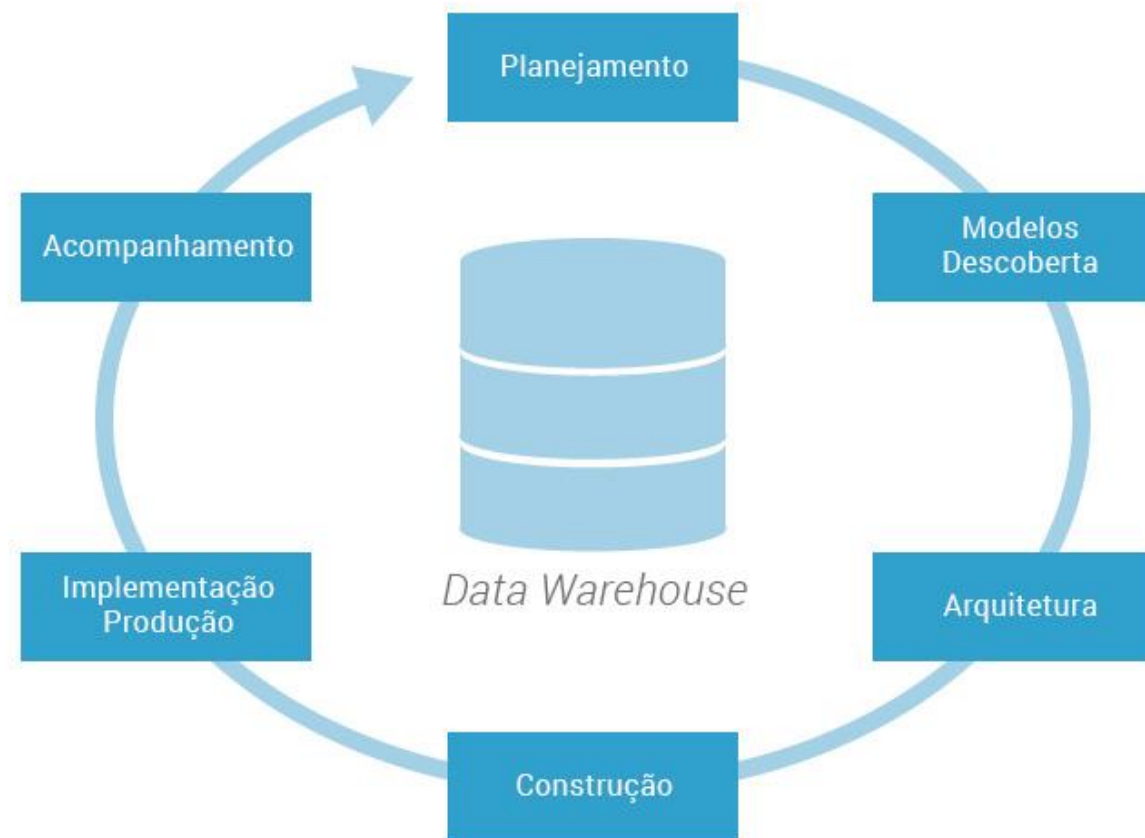 Planejamento
Modelos
Descoberta
Arquitetura
Construção
Implementação
Produção
Acompanhamento
Data Warehouse